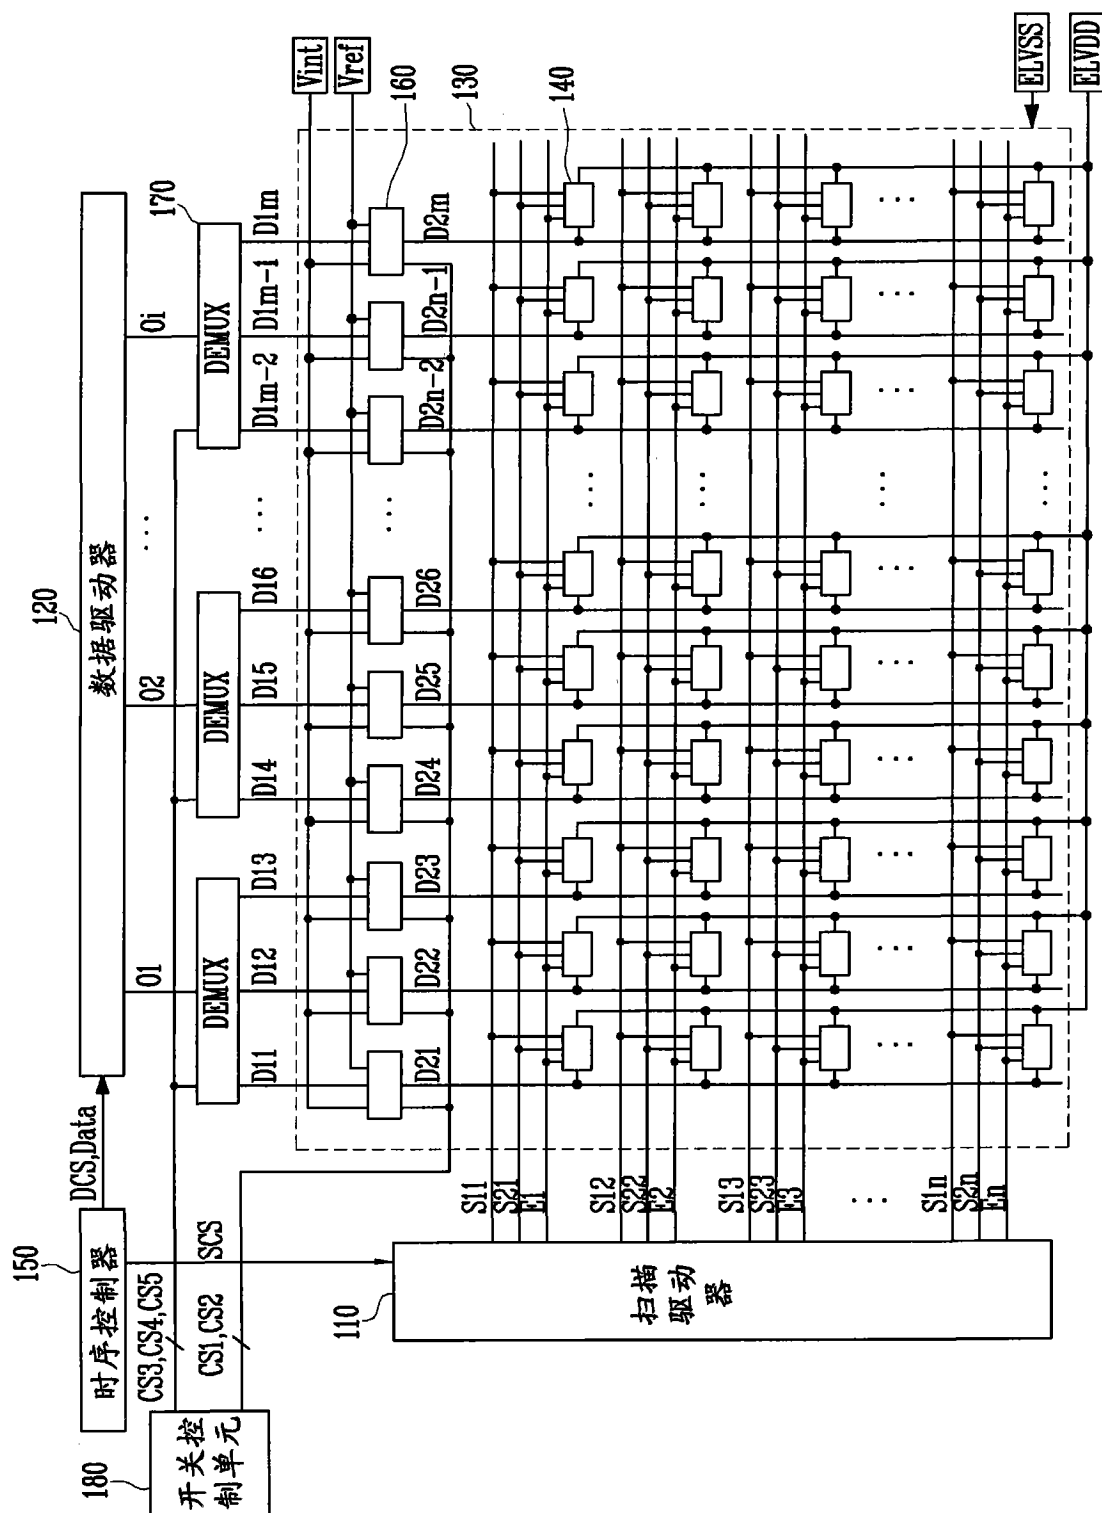 120
数据驱动器
150
时序控制器
DCS,Data
O1
O2
...
Oi
170
DEMUX
DEMUX
DEMUX
180
开关控
制单元
CS3,CS4,CS5
CS1,CS2
SCS
D11
D12
D13
D14
D15
D16
...
D1m-2
D1m-1
D1m
Vint
Vref
160
D21
D22
D23
D24
D25
D26
...
D2n-2
D2n-1
D2m
130
140
110
扫描
驱动
器
S11
S21
E1
...
S12
S22
E2
...
S13
S23
E3
...
...
S1n
S2n
En
...
ELVSS
ELVDD